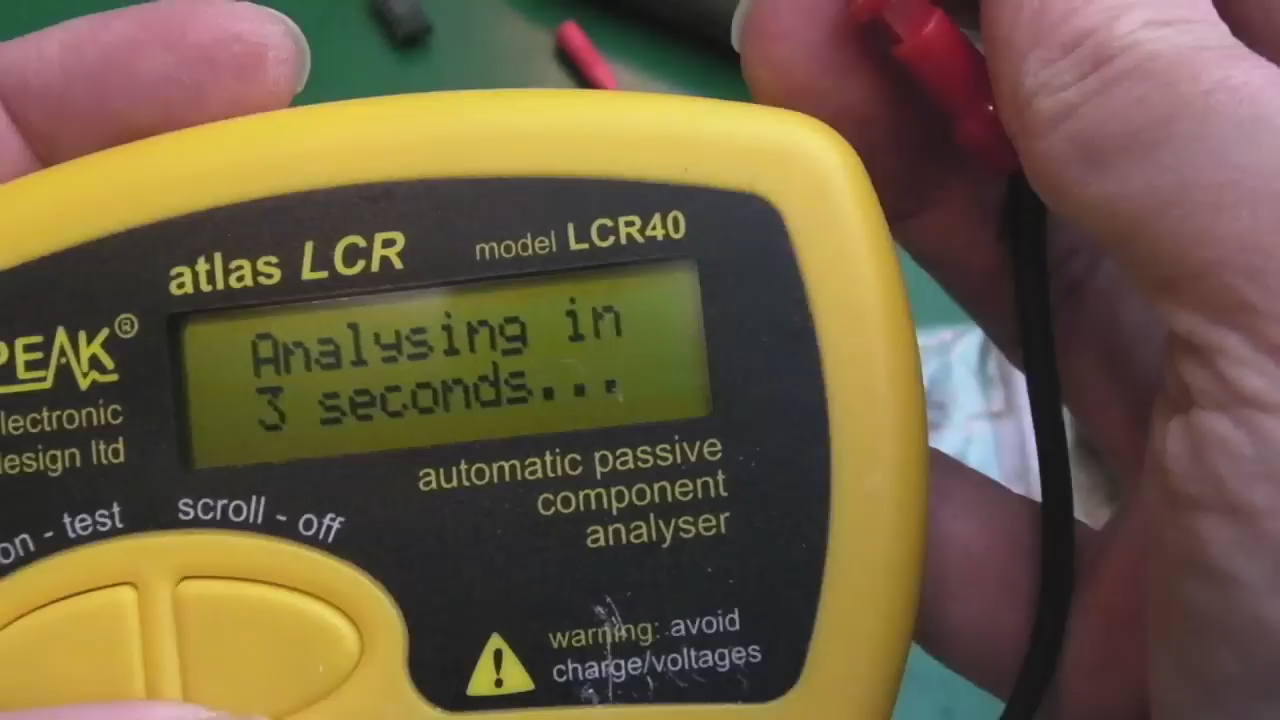 atlas LCR
model LCR40
Analysing in
3 seconds...
PEAK®
lectronic
esign ltd
automatic passive
component
analyser
on - test
scroll - off
warning: avoid
charge/voltages